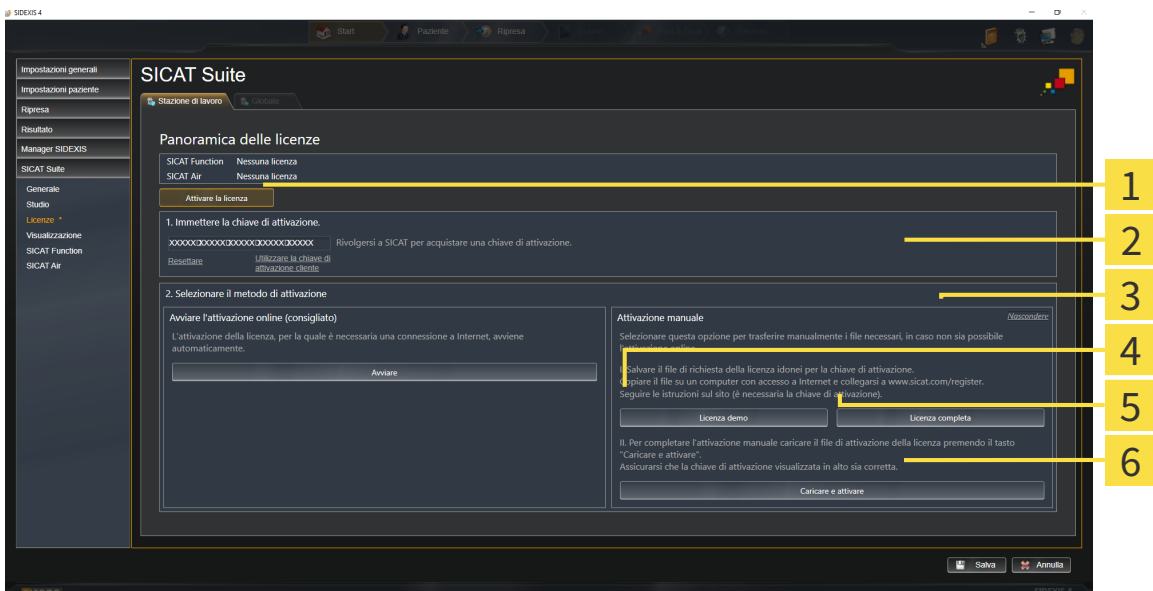 SIDEXIS 4
Start
Paziente
Ripresa
Impostazioni generali
Impostazioni paziente
Ripresa
Risultato
Manager SIDEXIS
SICAT Suite
Generale
Studio
Licenze *
Visualizzazione
SICAT Function
SICAT Air
SICAT Suite
Stazione di lavoro
Globale
Panoramica delle licenze
SICAT Function Nessuna licenza
SICAT Air Nessuna licenza
Attivare la licenza
1. Immettere la chiave di attivazione.
Rivolgersi a SICAT per acquistare una chiave di attivazione.
Resettare
Utilizzare la chiave di
attivazione cliente
2. Selezionare il metodo di attivazione
Avviare l'attivazione online (consigliato)
L'attivazione della licenza, per la quale è necessaria una connessione a Internet, avviene
automaticamente.
Avviare
Attivazione manuale
Nascondere
Selezionare questa opzione per trasferire manualmente i file necessari, in caso non sia possibile
l'attivazione online.
I. Salvare il file di richiesta della licenza idonei per la chiave di attivazione.
Copiare il file su un computer con accesso a Internet e collegarsi a www.sicat.com/register.
Seguire le istruzioni sul sito (è necessaria la chiave di attivazione).
Licenza demo
Licenza completa
II. Per completare l'attivazione manuale caricare il file di attivazione della licenza premendo il tasto
"Caricare e attivare".
Assicurarsi che la chiave di attivazione visualizzata in alto sia corretta.
Caricare e attivare
Salva
Annulla
1
2
3
4
5
6